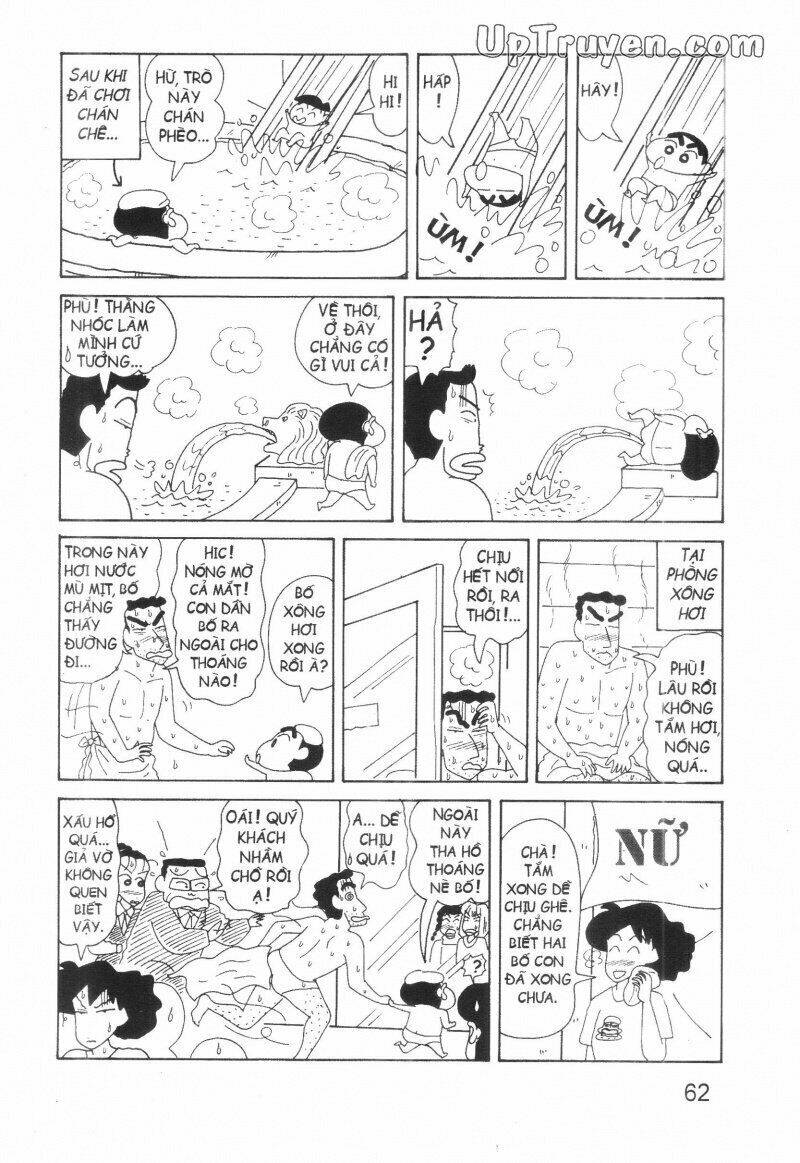 UpTruyen.com
HÂY!
ÙM!
HẤP
!
ÙM!
HI
HI!
HỪ, TRÒ
NÀY
CHÁN
PHÈO...
SAU KHI
ĐÃ CHƠI
CHÁN
CHÊ...
HẢ
?
VỀ THÔI,
Ở ĐÂY
CHẲNG CÓ
GÌ VUI CẢ!
PHÙ! THẰNG
NHÓC LÀM
MÌNH CỨ
TƯỞNG...
TẠI
PHÒNG
XÔNG
HƠI
PHÙ!
LÂU RỒI
KHÔNG
TẮM HƠI,
NÓNG
QUÁ..
CHỊU
HẾT NỔI
RỒI, RA
THÔI!...
BỐ
XÔNG
HƠI
XONG
RỒI À?
HIC!
NÓNG MỜ
CẢ MẮT!
CON DẪN
BỐ RA
NGOÀI CHO
THOÁNG
NÀO!
TRONG NÀY
HƠI NƯỚC
MÙ MỊT, BỐ
CHẲNG
THẤY
ĐƯỜNG
ĐI...
NỮ
CHÀ!
TẮM
XONG DỄ
CHỊU GHÊ.
CHẲNG
BIẾT HAI
BỐ CON
ĐÃ XONG
CHƯA.
NGOÀI
NÀY
THA HỒ
THOÁNG
NÈ BỐ!
?
A... DỄ
CHỊU
QUÁ!
OÁI! QUÝ
KHÁCH
NHẦM
CHỖ RỒI
Ạ!
XẤU HỔ
QUÁ...
GIẢ VỜ
KHÔNG
QUEN
BIẾT
VẬY.
62